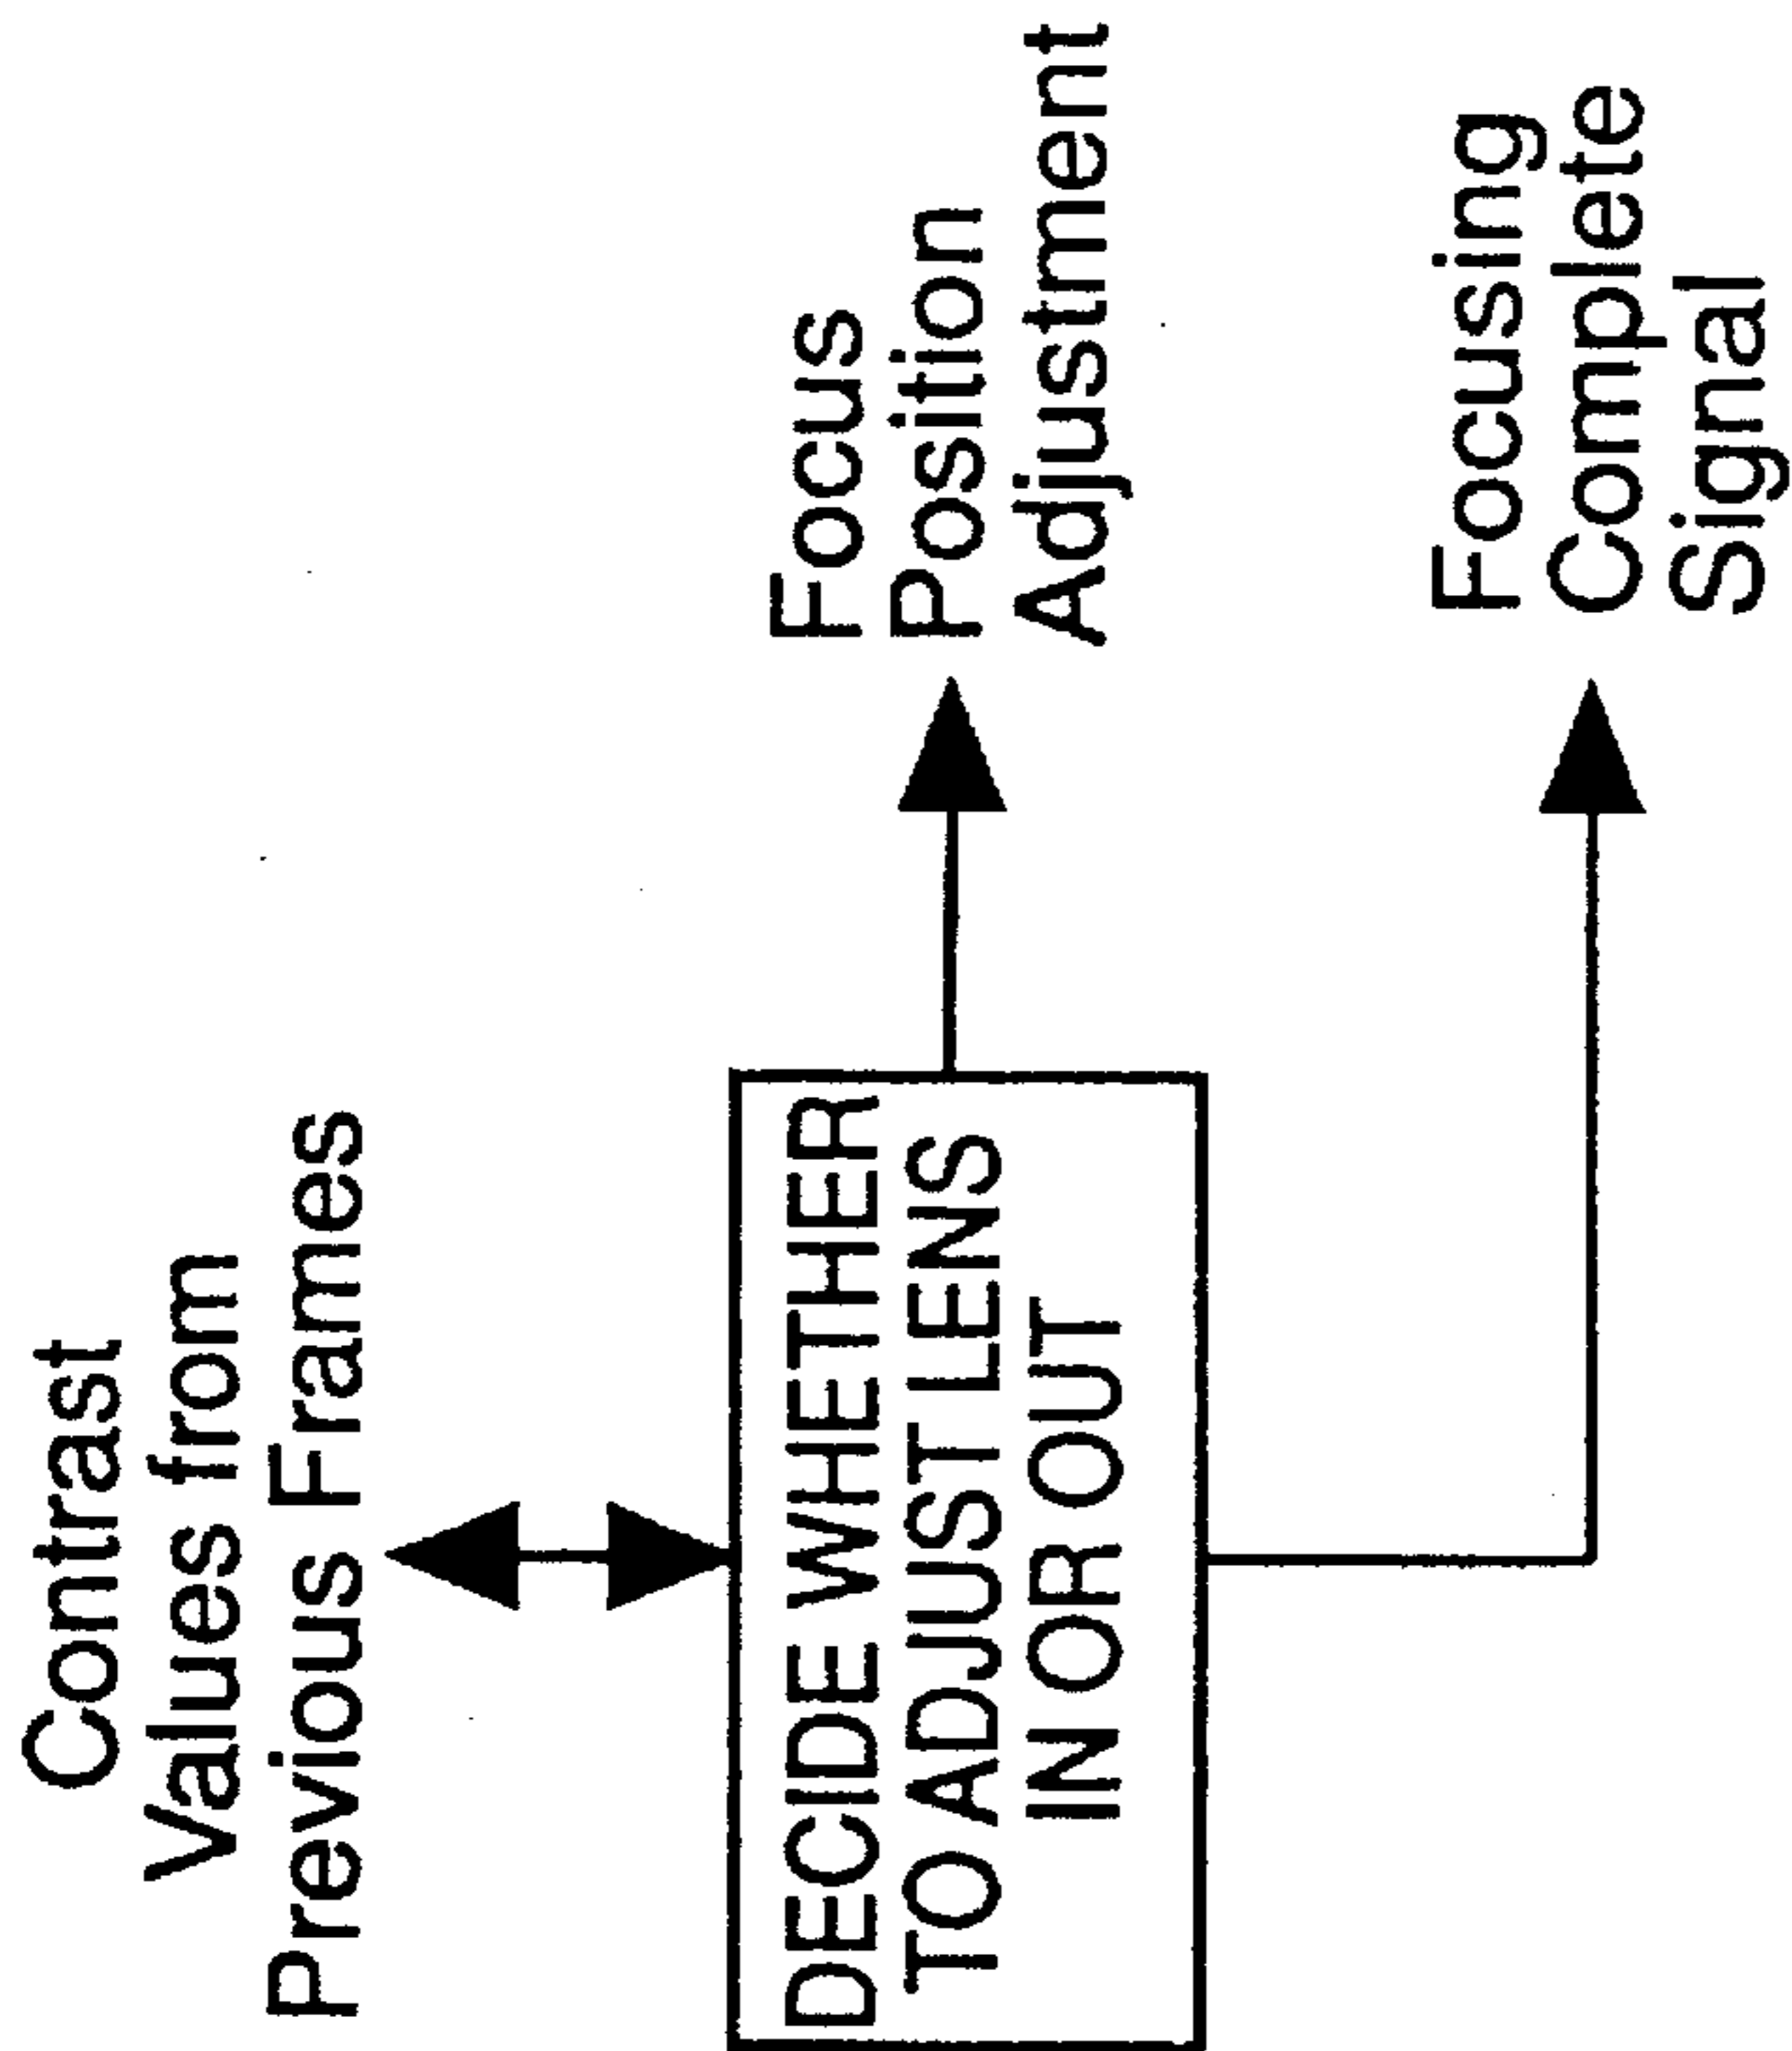 Contrast
Values from
Previous Frames
DECIDE WHETHER
TO ADJUST LENS
IN OR OUT
Focus
Position
Adjustment
Focusing
Complete
Signal